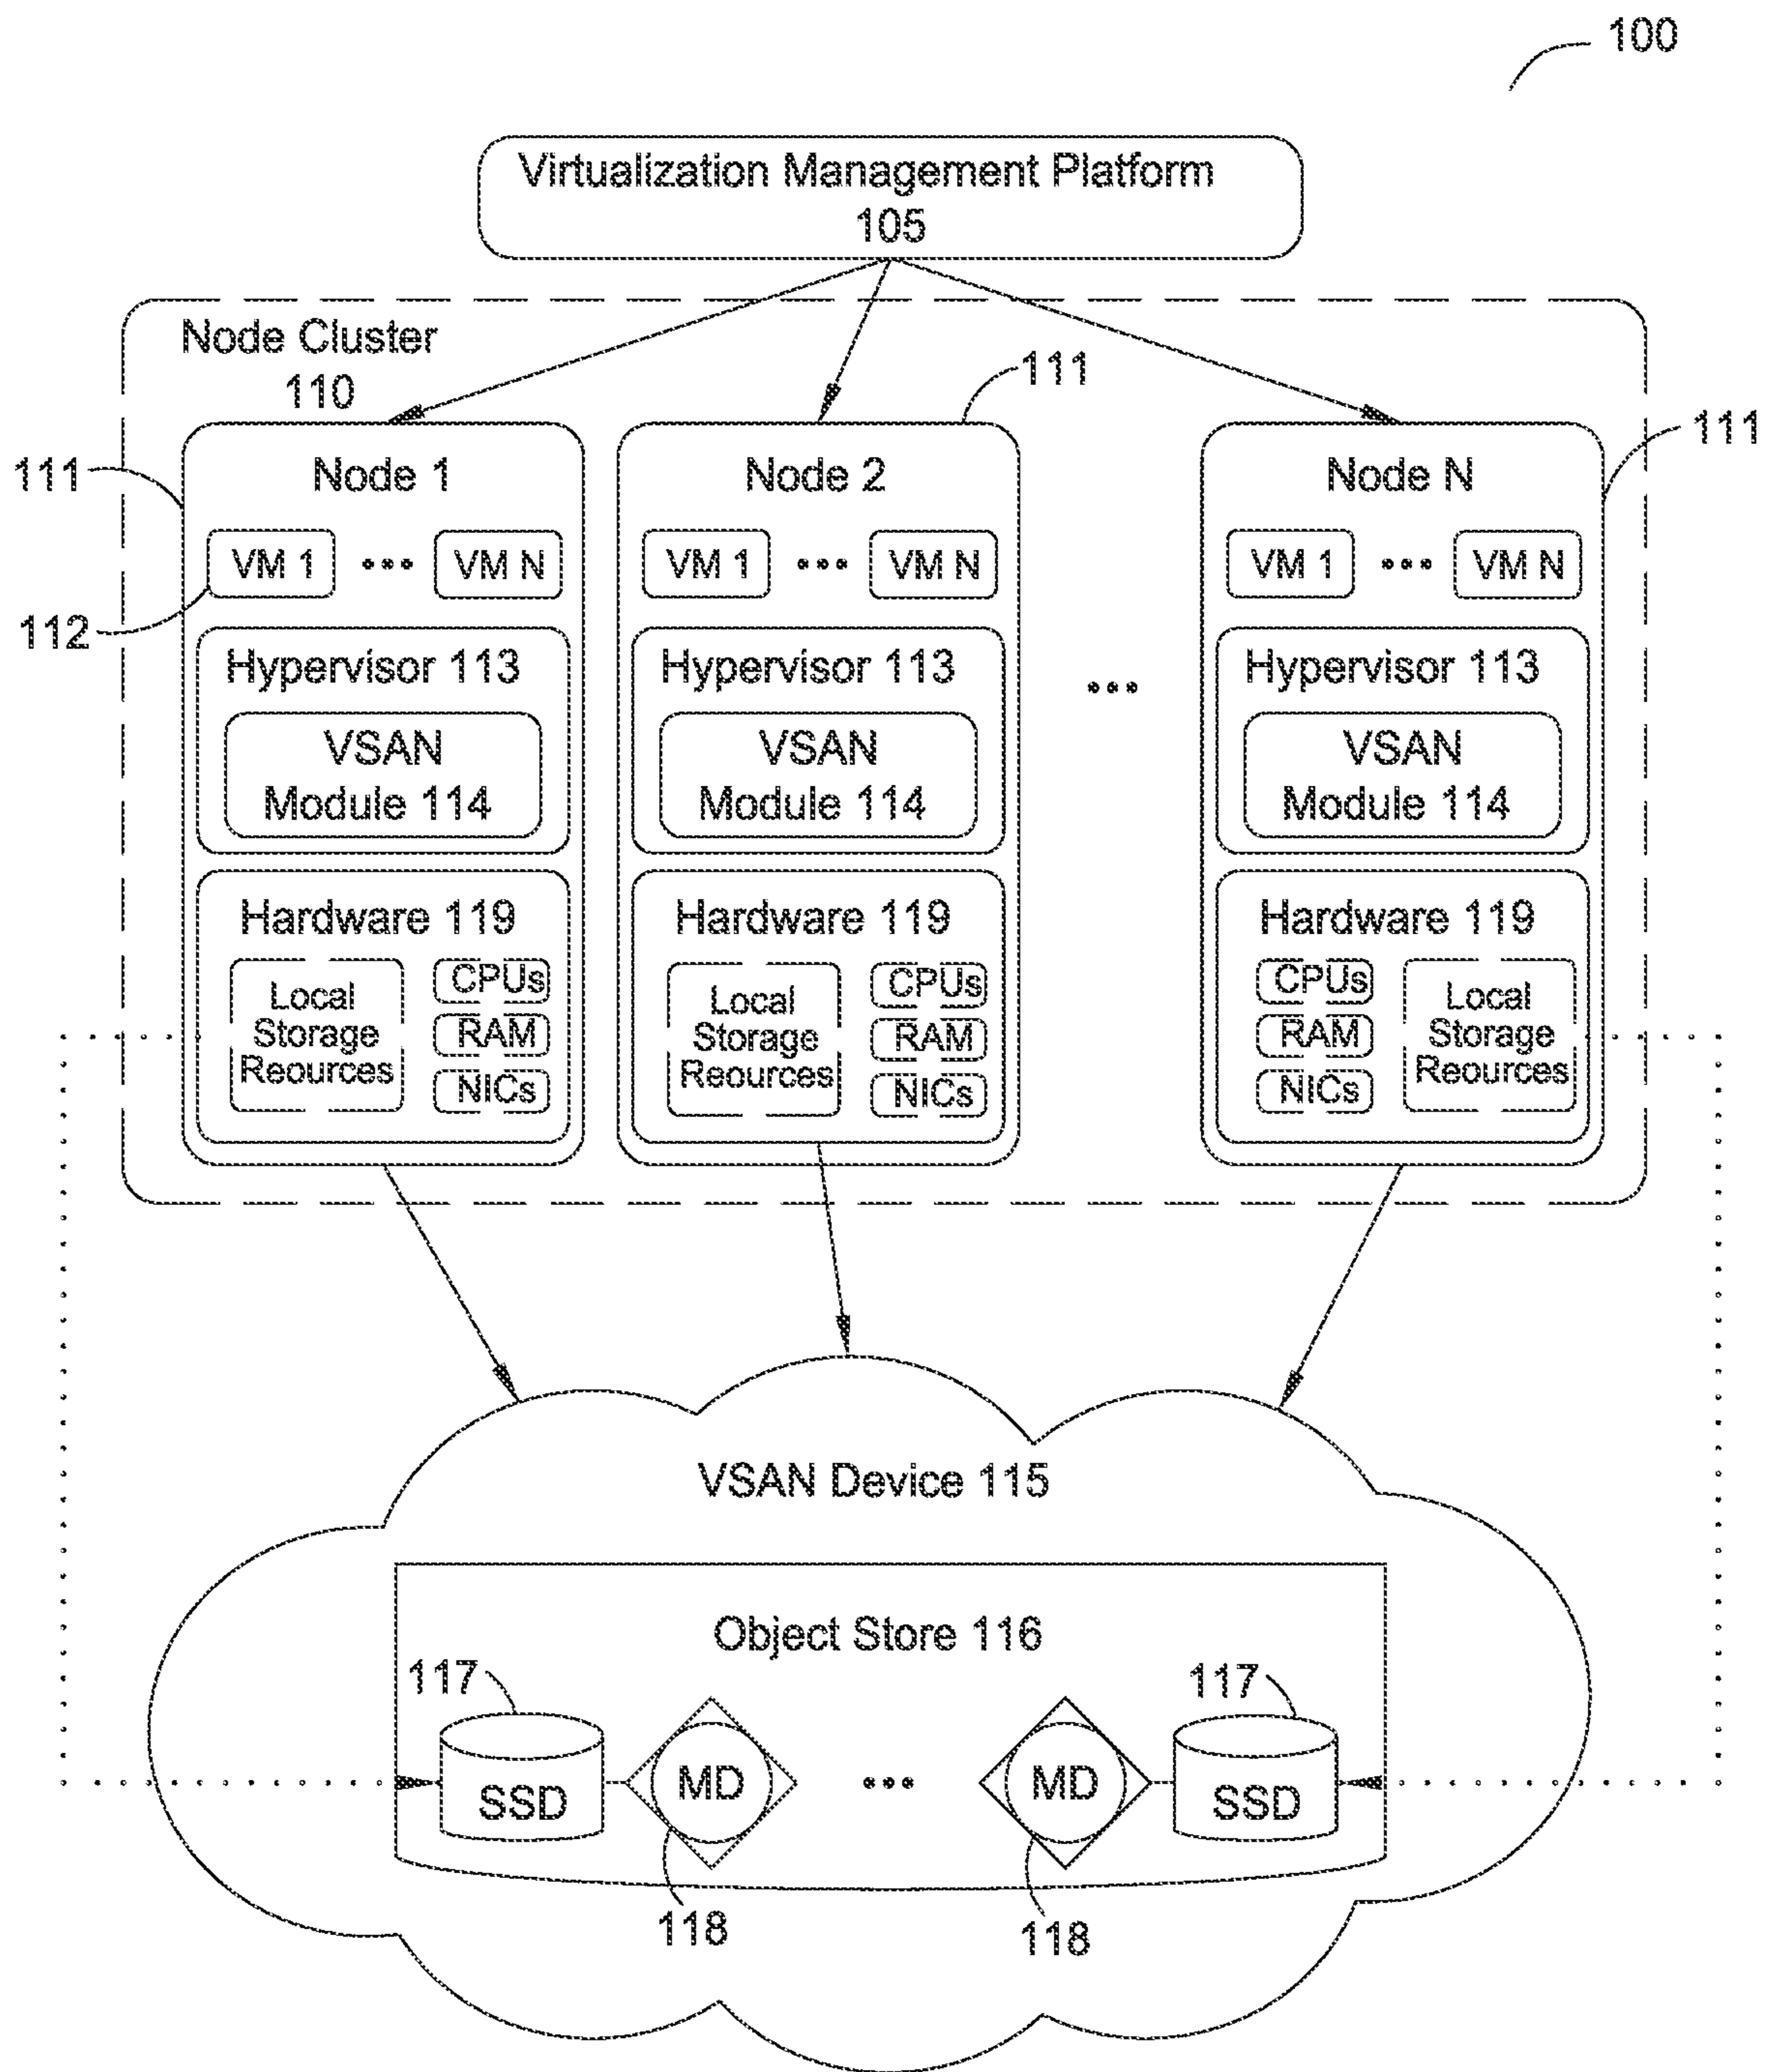 100
Virtualization Management Platform
105
Node Cluster
110
111
111
111
Node 1
Node 2
Node N
VM 1 ••• VM N
VM 1 ••• VM N
VM 1 ••• VM N
112
Hypervisor 113
Hypervisor 113
•••
Hypervisor 113
VSAN
Module 114
VSAN
Module 114
VSAN
Module 114
Hardware 119
Local
Storage
Reources
CPUs
RAM
NICs
Hardware 119
Local
Storage
Reources
CPUs
RAM
NICs
Hardware 119
CPUs
RAM
NICs
Local
Storage
Reources
VSAN Device 115
Object Store 116
117
117
SSD
MD
•••
MD
SSD
118
118